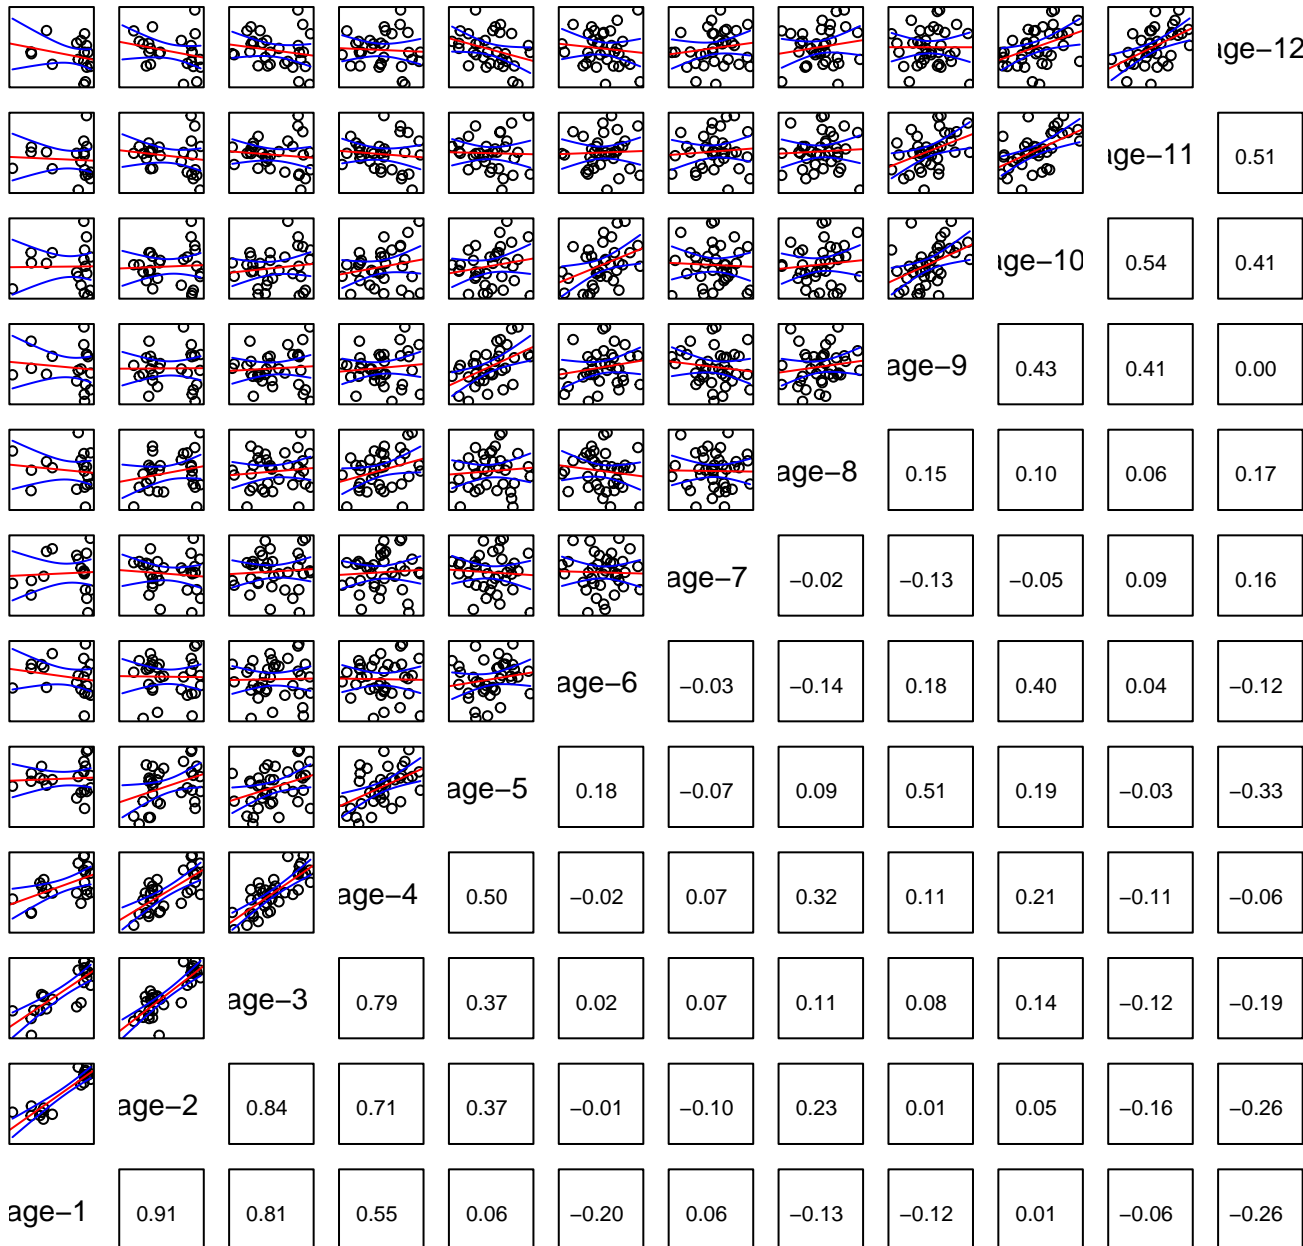 age−12
age−11 0.51
age−10 0.54 0.41
age−9 0.43 0.41 0.00
age−8 0.15 0.10 0.06 0.17
age−7 −0.02 −0.13 −0.05 0.09 0.16
age−6 −0.03 −0.14 0.18 0.40 0.04 −0.12
age−5 0.18 −0.07 0.09 0.51 0.19 −0.03 −0.33
age−4 0.50 −0.02 0.07 0.32 0.11 0.21 −0.11 −0.06
age−3 0.79 0.37 0.02 0.07 0.11 0.08 0.14 −0.12 −0.19
age−2 0.84 0.71 0.37 −0.01 −0.10 0.23 0.01 0.05 −0.16 −0.26
age−1 0.91 0.81 0.55 0.06 −0.20 0.06 −0.13 −0.12 0.01 −0.06 −0.26